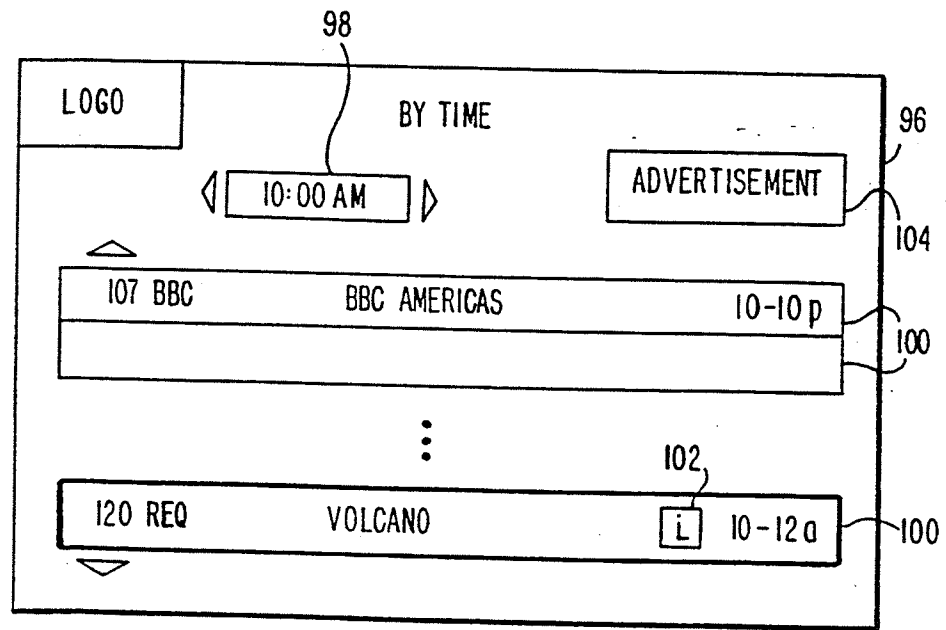 98
LOGO
BY TIME
96
10:00 AM
ADVERTISEMENT
104
107 BBC BBC AMERICAS 10-10 p
100
102
120 REQ VOLCANO i 10-12 a
100